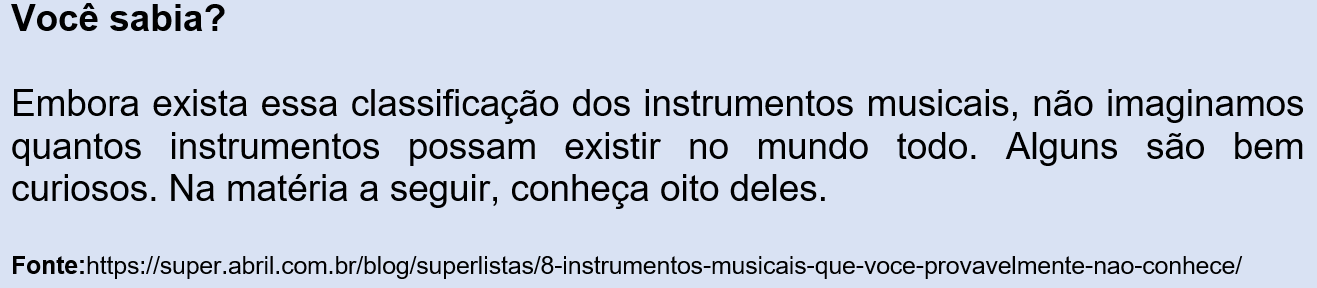 Você sabia?
Embora exista essa classificação dos instrumentos musicais, não imaginamos
quantos instrumentos possam existir no mundo todo. Alguns são bem
curiosos. Na matéria a seguir, conheça oito deles.
Fonte:https://super.abril.com.br/blog/superlistas/8-instrumentos-musicais-que-voce-provavelmente-nao-conhece/